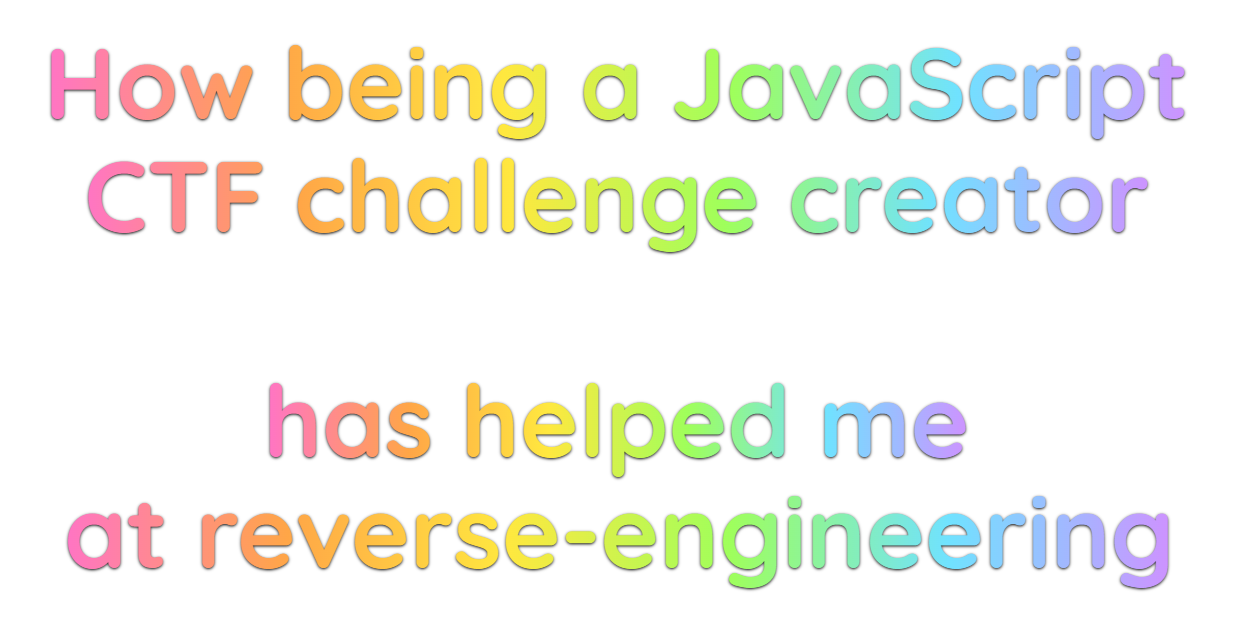 How being a JavaScript
CTF challenge creator
has helped me
at reverse-engineering